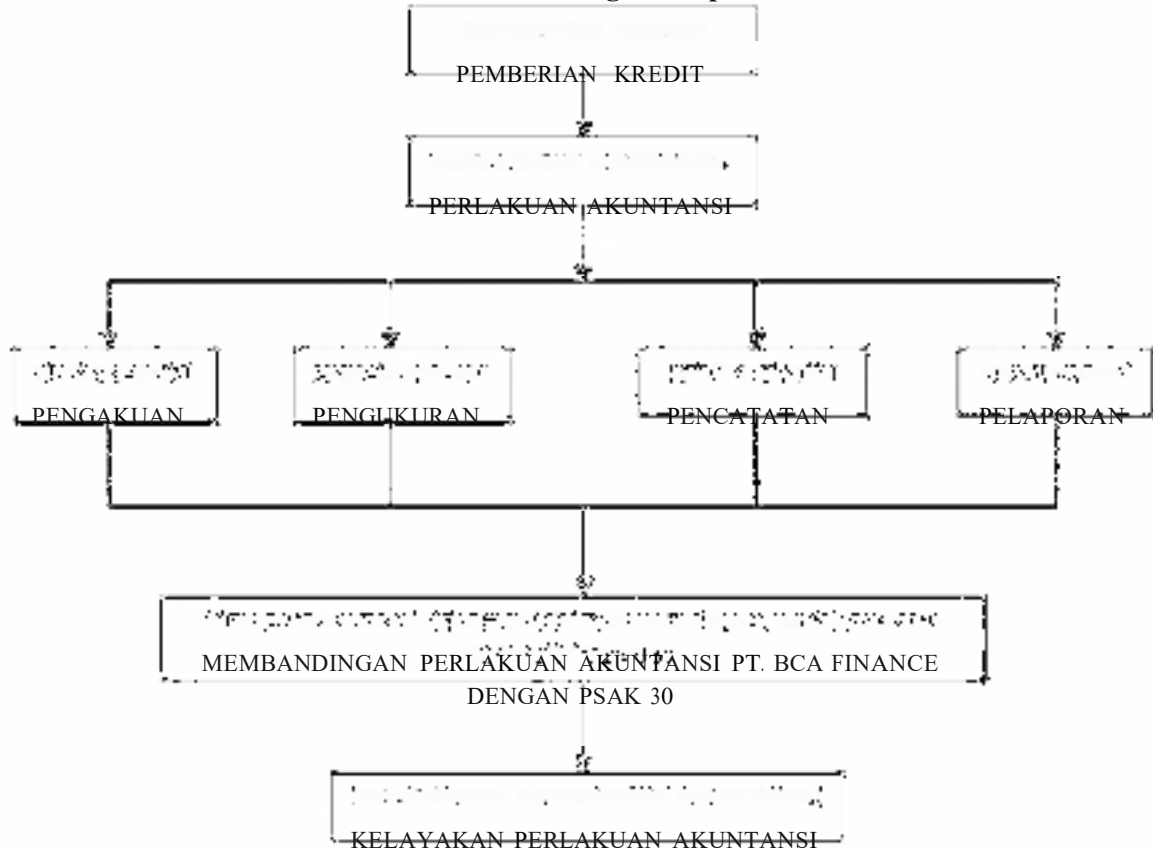 PEMBERIAN KREDIT
PERLAKUAN AKUNTANSI
PENGAKUAN PENGUKURAN PENCATATAN PELAPORAN
MEMBANDINGAN PERLAKUAN AKUNTANSI PT. BCA FINANCE
DENGAN PSAK 30
KELAYAKAN PERLAKUAN AKUNTANSI